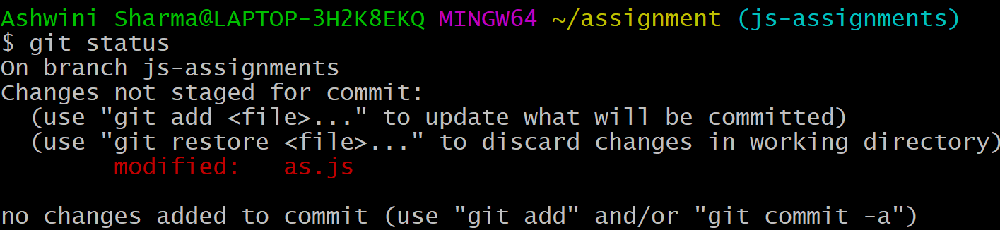 Ashwini Sharma@LAPTOP-3H2K8EKQ MINGW64 ~/assignment (js-assignments)
$ git status
On branch js-assignments
Changes not staged for commit:
  (use "git add <file>..." to update what will be committed)
  (use "git restore <file>..." to discard changes in working directory)
        modified:   as.js

no changes added to commit (use "git add" and/or "git commit -a")